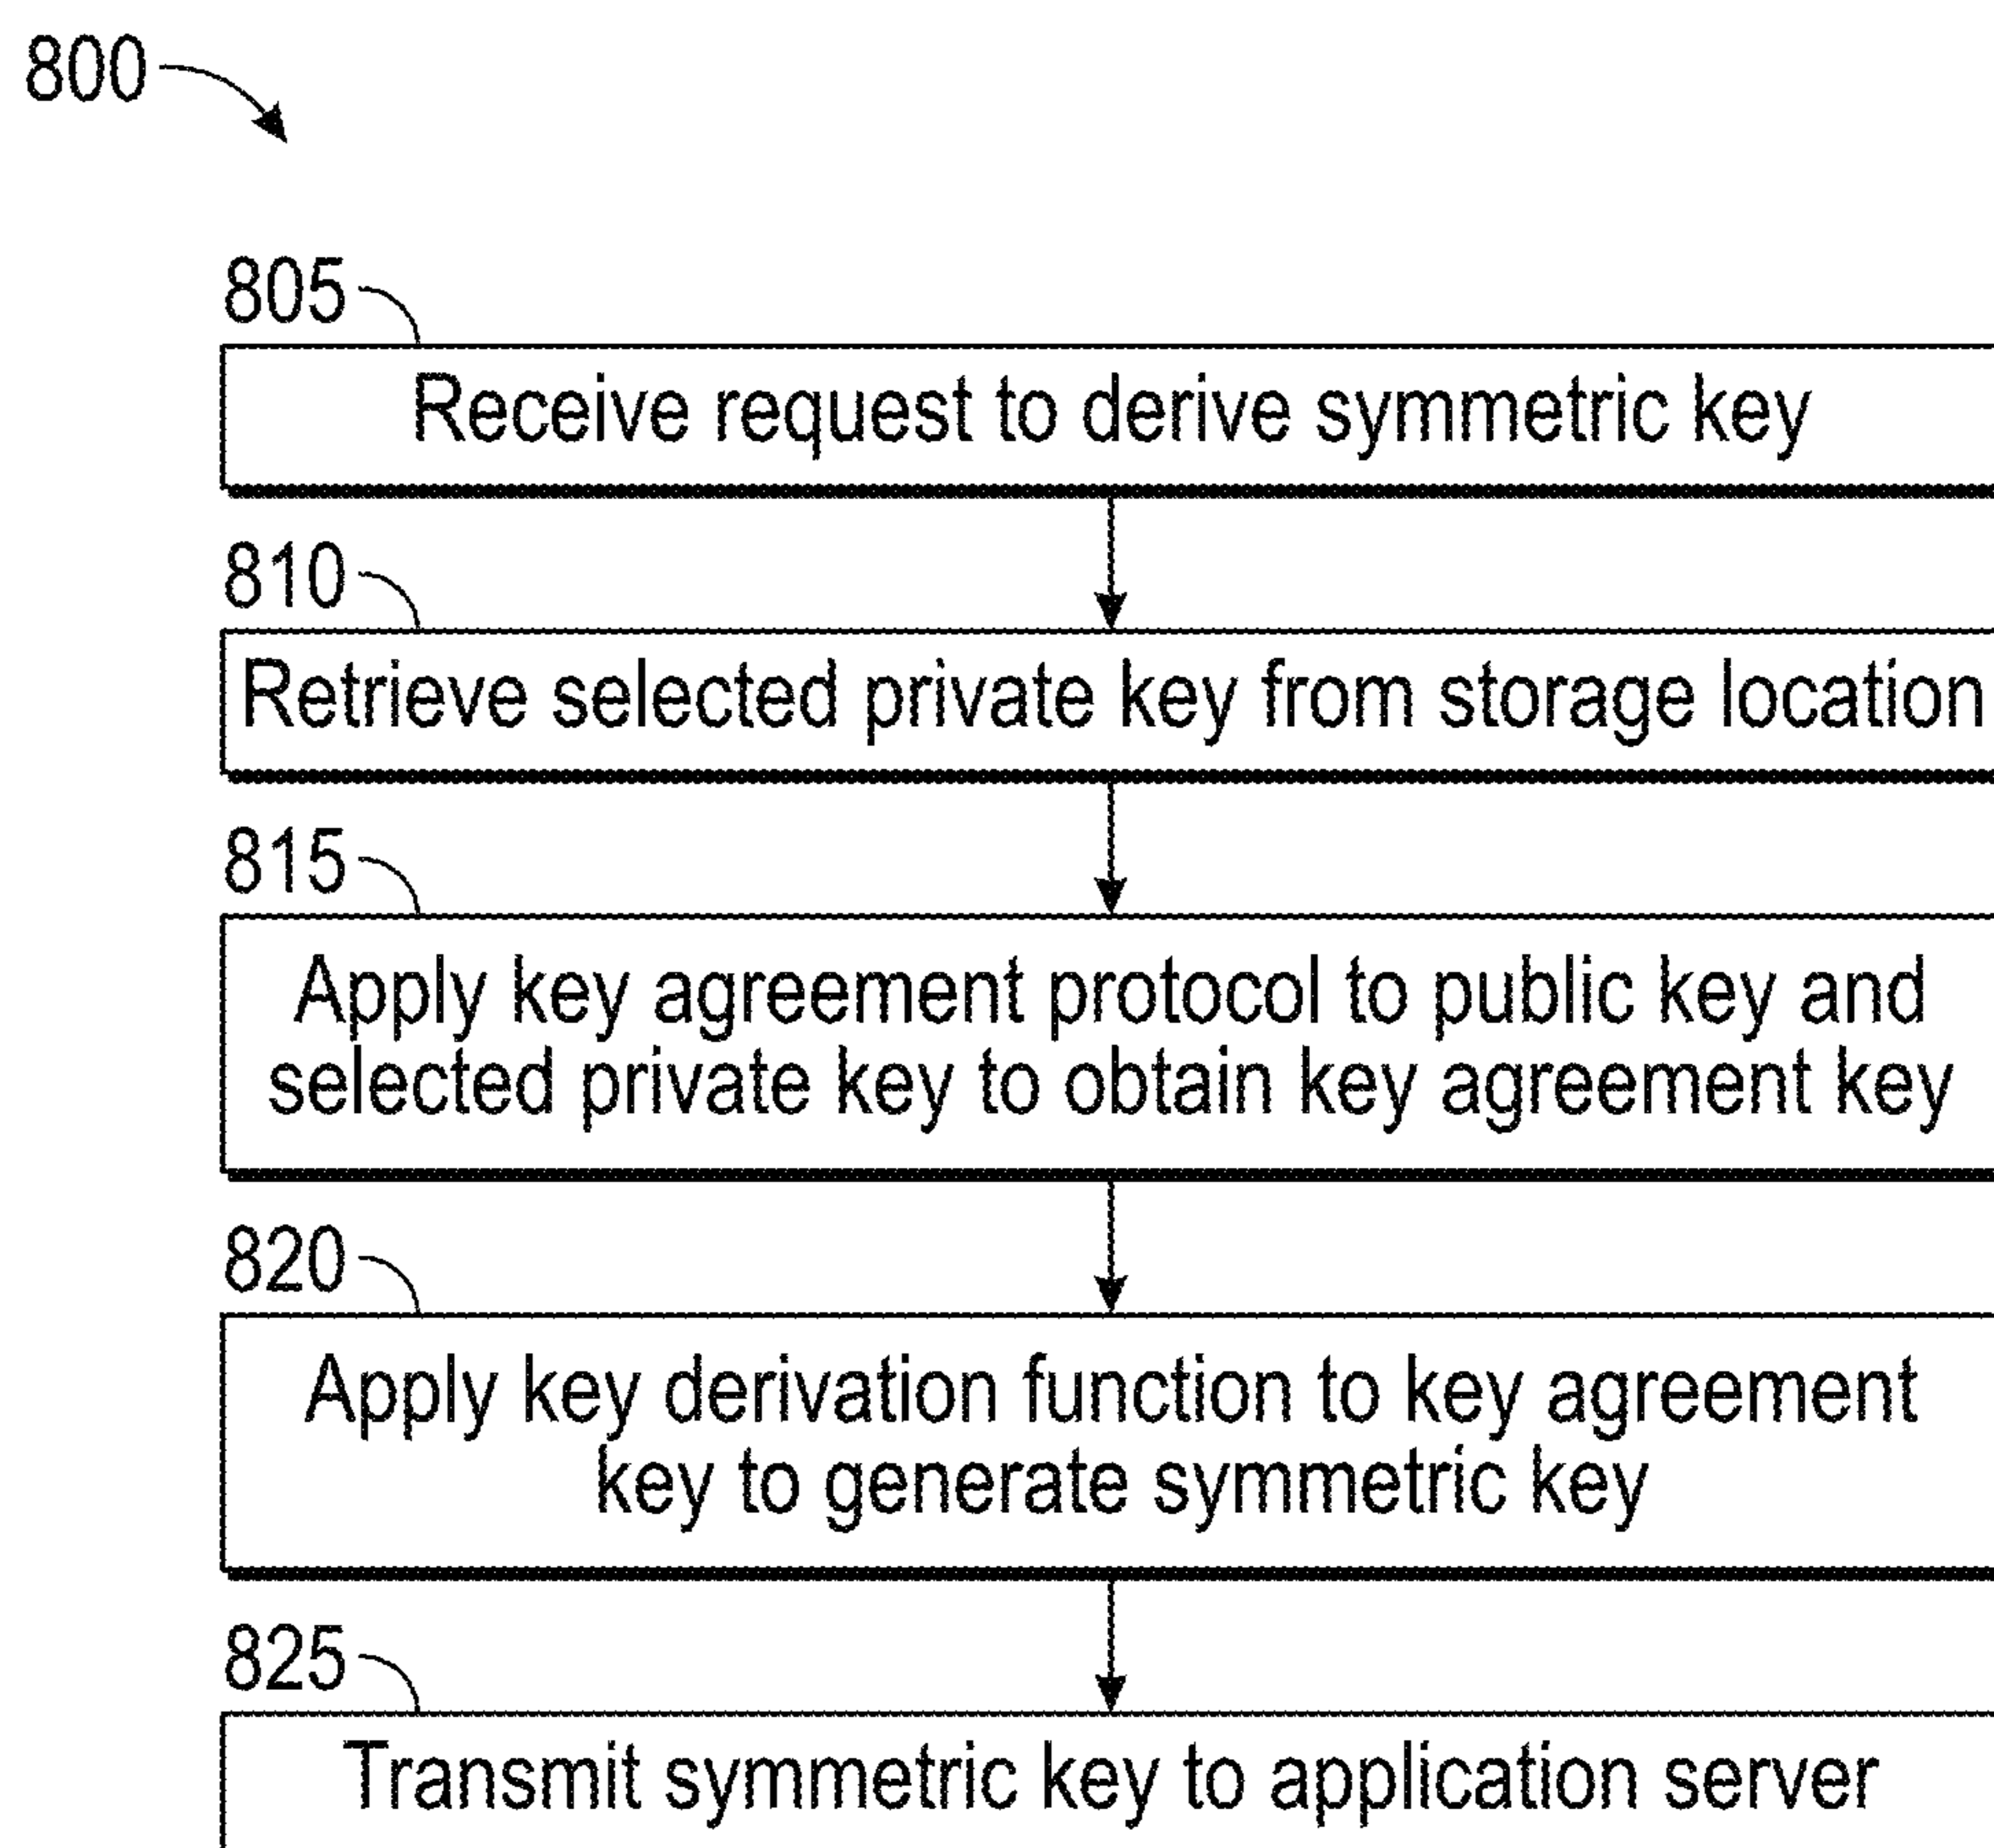 800
805
Receive request to derive symmetric key
810
Retrieve selected private key from storage location
815
Apply key agreement protocol to public key and
selected private key to obtain key agreement key
820
Apply key derivation function to key agreement
key to generate symmetric key
825
Transmit symmetric key to application server